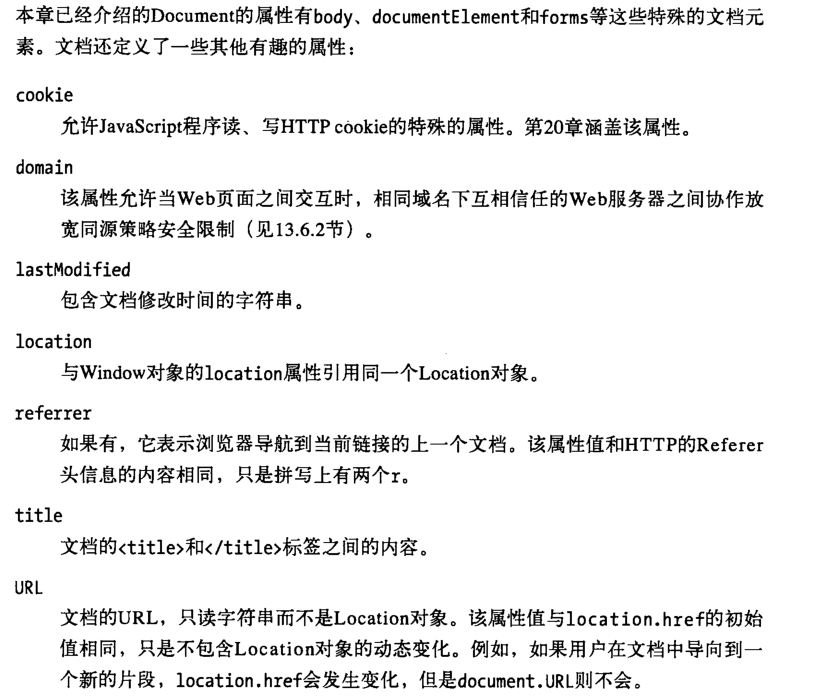 本章已经介绍的Document的属性有body、documentElement和forms等这些特殊的文档元
素。文档还定义了一些其他有趣的属性：
cookie
允许JavaScript程序读、写HTTP cookie的特殊的属性。第20章涵盖该属性。
domain
该属性允许当Web页面之间交互时，相同域名下互相信任的Web服务器之间协作放
宽同源策略安全限制（见13.6.2节）。
lastModified
包含文档修改时间的字符串。
location
与Window对象的location属性引用同一个Location对象。
referrer
如果有，它表示浏览器导航到当前链接的上一个文档。该属性值和HTTP的Referer
头信息的内容相同，只是拼写上有两个r。
title
文档的<title>和</title>标签之间的内容。
URL
文档的URL，只读字符串而不是Location对象。该属性值与location.href的初始
值相同，只是不包含Location对象的动态变化。例如，如果用户在文档中导向到一
个新的片段，location.href会发生变化，但是document.URL则不会。